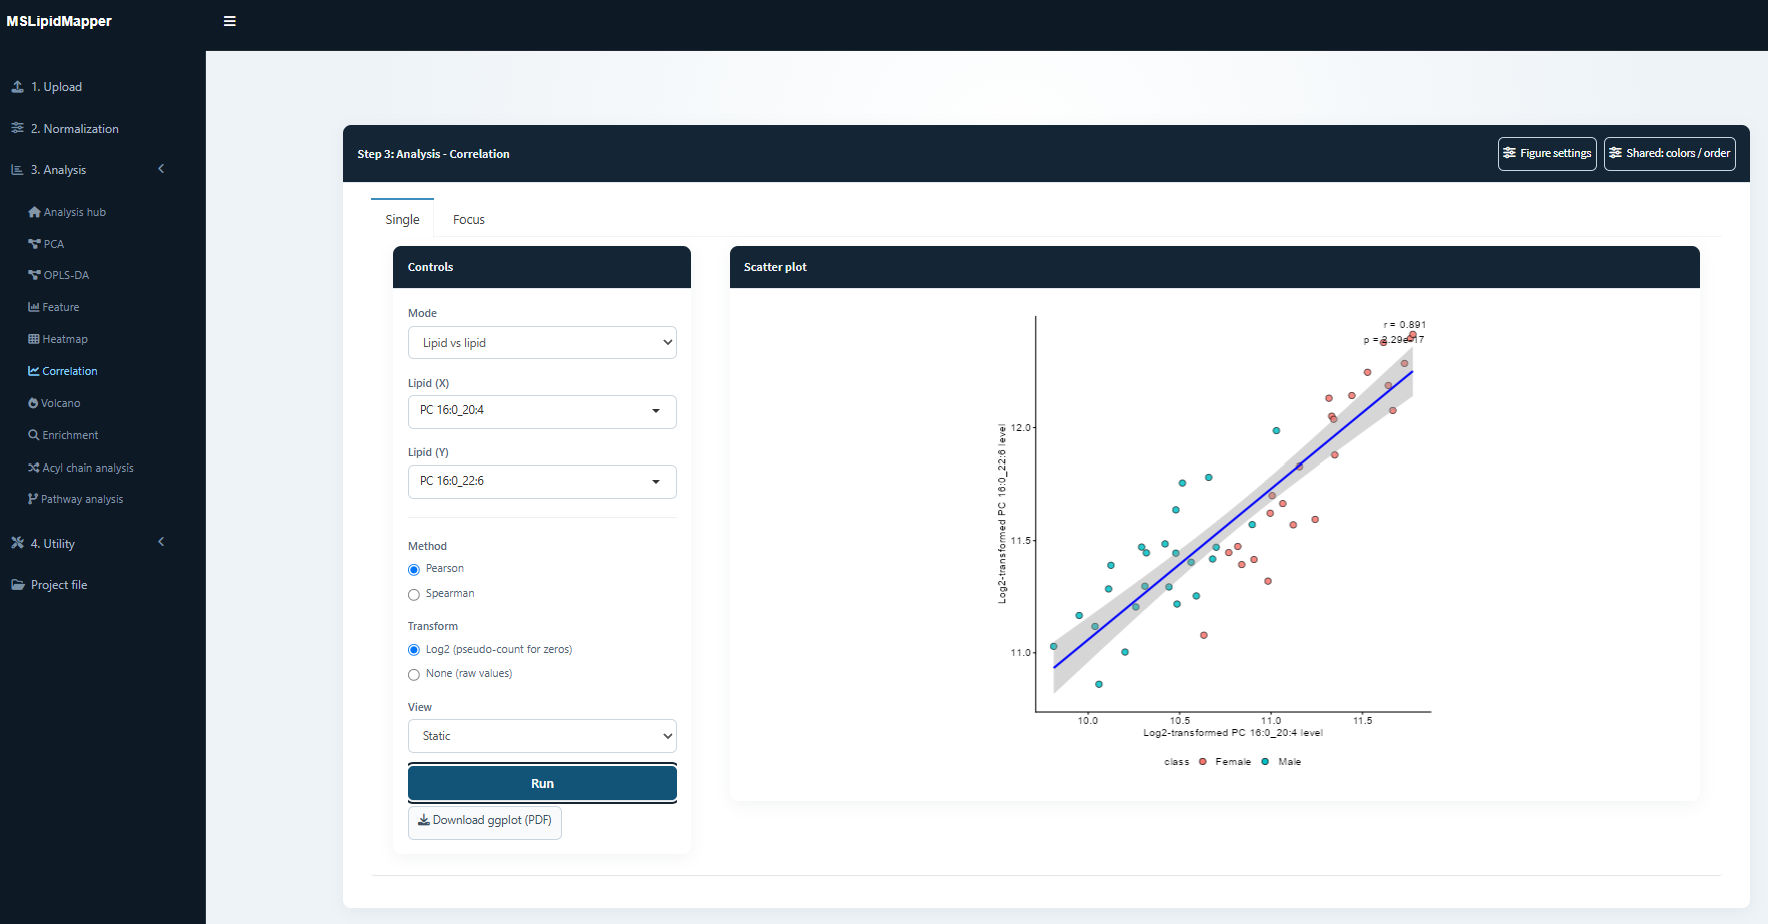 MSLipidMapper
1. Upload
2. Normalization
3. Analysis
Analysis hub
PCA
OPLS-DA
Feature
Heatmap
Correlation
Volcano
Enrichment
Acyl chain analysis
Pathway analysis
4. Utility
Project file
Step 3: Analysis - Correlation
Figure settings
Shared: colors / order
Single
Focus
Controls
Mode
Lipid vs lipid
Lipid (X)
PC 16:0_20:4
Lipid (Y)
PC 16:0_22:6
Method
Pearson
Spearman
Transform
Log2 (pseudo-count for zeros)
None (raw values)
View
Static
Run
Download ggplot (PDF)
Scatter plot
r = 0.891
p = 2.29e-17
Log2-transformed PC 16:0_22:6 level
12.0
11.5
11.0
10.0 10.5 11.0 11.5
Log2-transformed PC 16:0_20:4 level
class Female Male